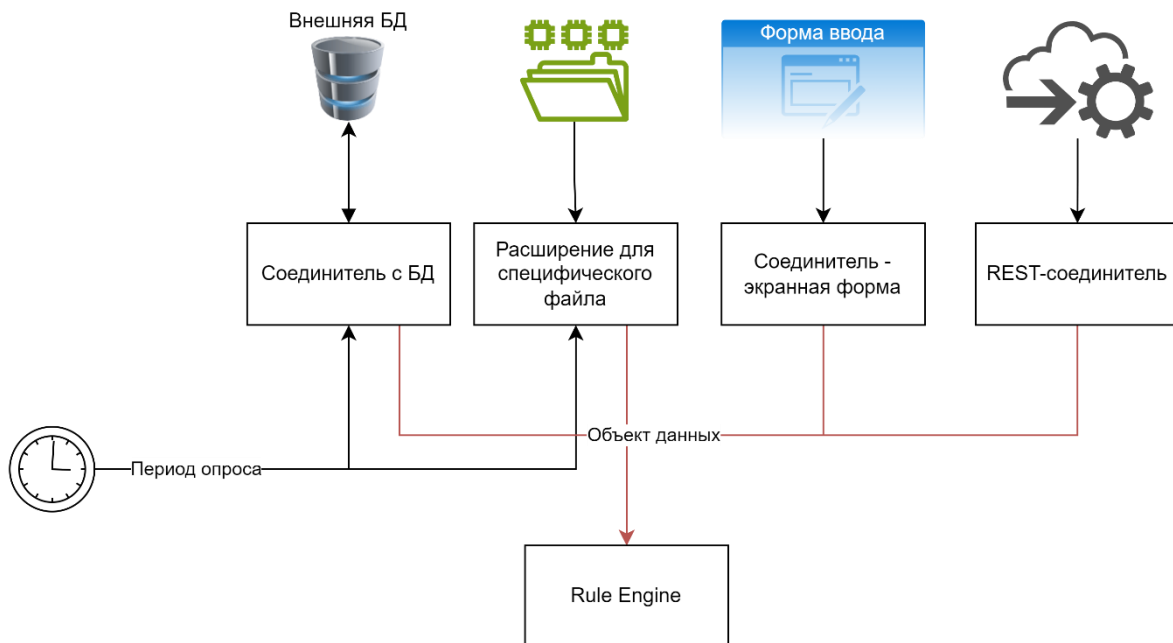 Внешняя БД
Форма ввода
Соединитель с БД
Расширение для
специфического
файла
Соединитель -
экранная форма
REST-соединитель
Объект данных
Период опроса
Rule Engine